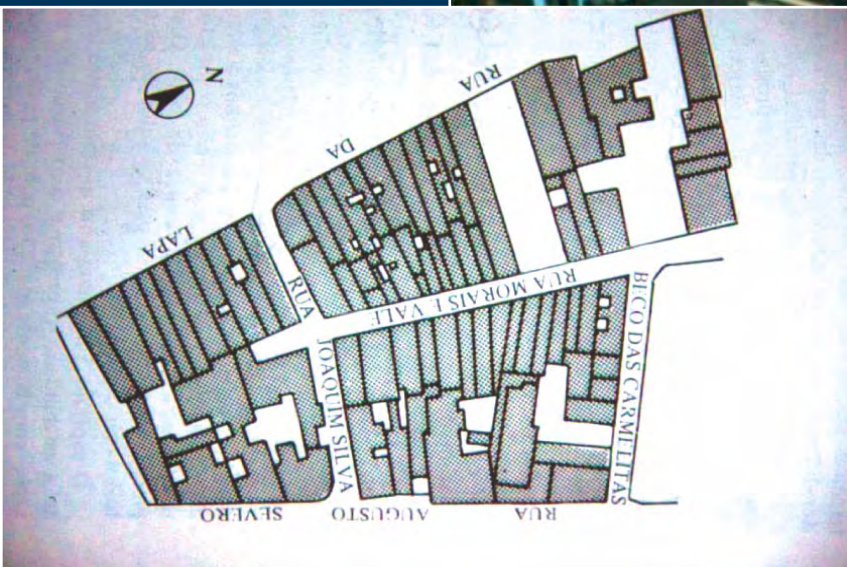 N
RUA DA LAPA
RUA MORAIS E VALE
BECO DAS CARMELITAS
RUA JOAQUIM SILVA
RUA AUGUSTO SEVERO